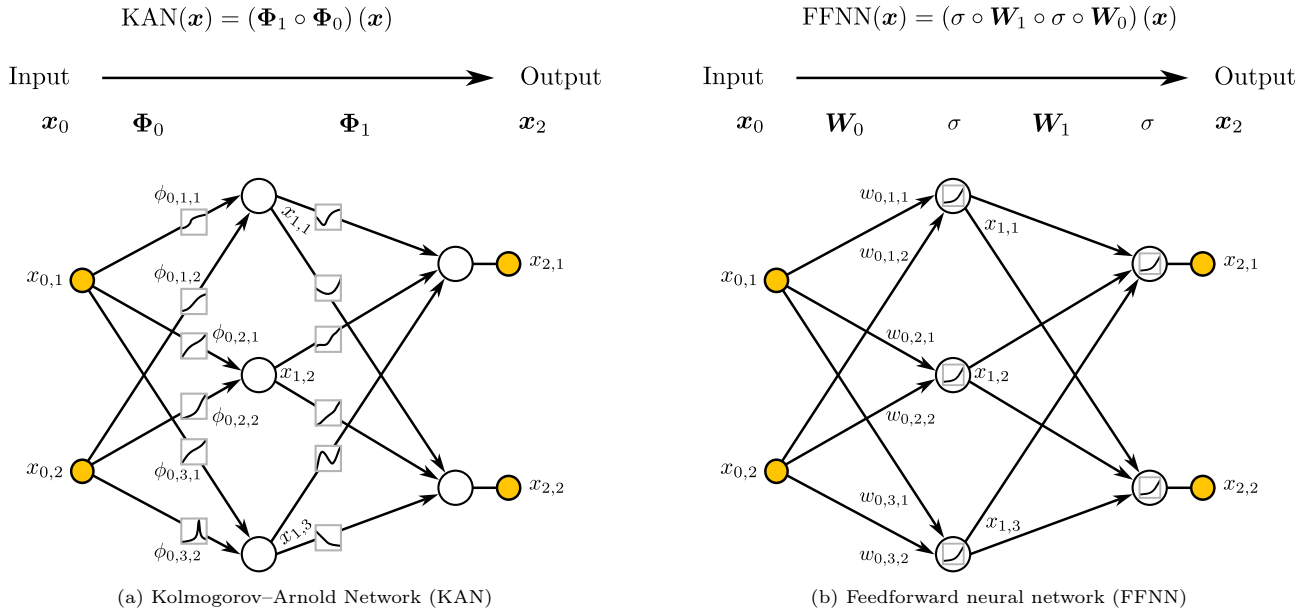 KAN(𝒙) = (𝚽₁ ∘ 𝚽₀) (𝒙)
Input
Output
𝒙₀
𝚽₀
𝚽₁
𝒙₂
ϕ₀,₁,₁
x₁,₁
x₀,₁
ϕ₀,₁,₂
x₂,₁
ϕ₀,₂,₁
x₁,₂
ϕ₀,₂,₂
x₀,₂
ϕ₀,₃,₁
x₂,₂
x₁,₃
ϕ₀,₃,₂
(a) Kolmogorov–Arnold Network (KAN)
FFNN(𝒙) = (σ ∘ 𝑾₁ ∘ σ ∘ 𝑾₀) (𝒙)
Input
Output
𝒙₀
𝑾₀
σ
𝑾₁
σ
𝒙₂
w₀,₁,₁
x₁,₁
w₀,₁,₂
x₀,₁
x₂,₁
w₀,₂,₁
x₁,₂
w₀,₂,₂
x₀,₂
w₀,₃,₁
x₂,₂
x₁,₃
w₀,₃,₂
(b) Feedforward neural network (FFNN)